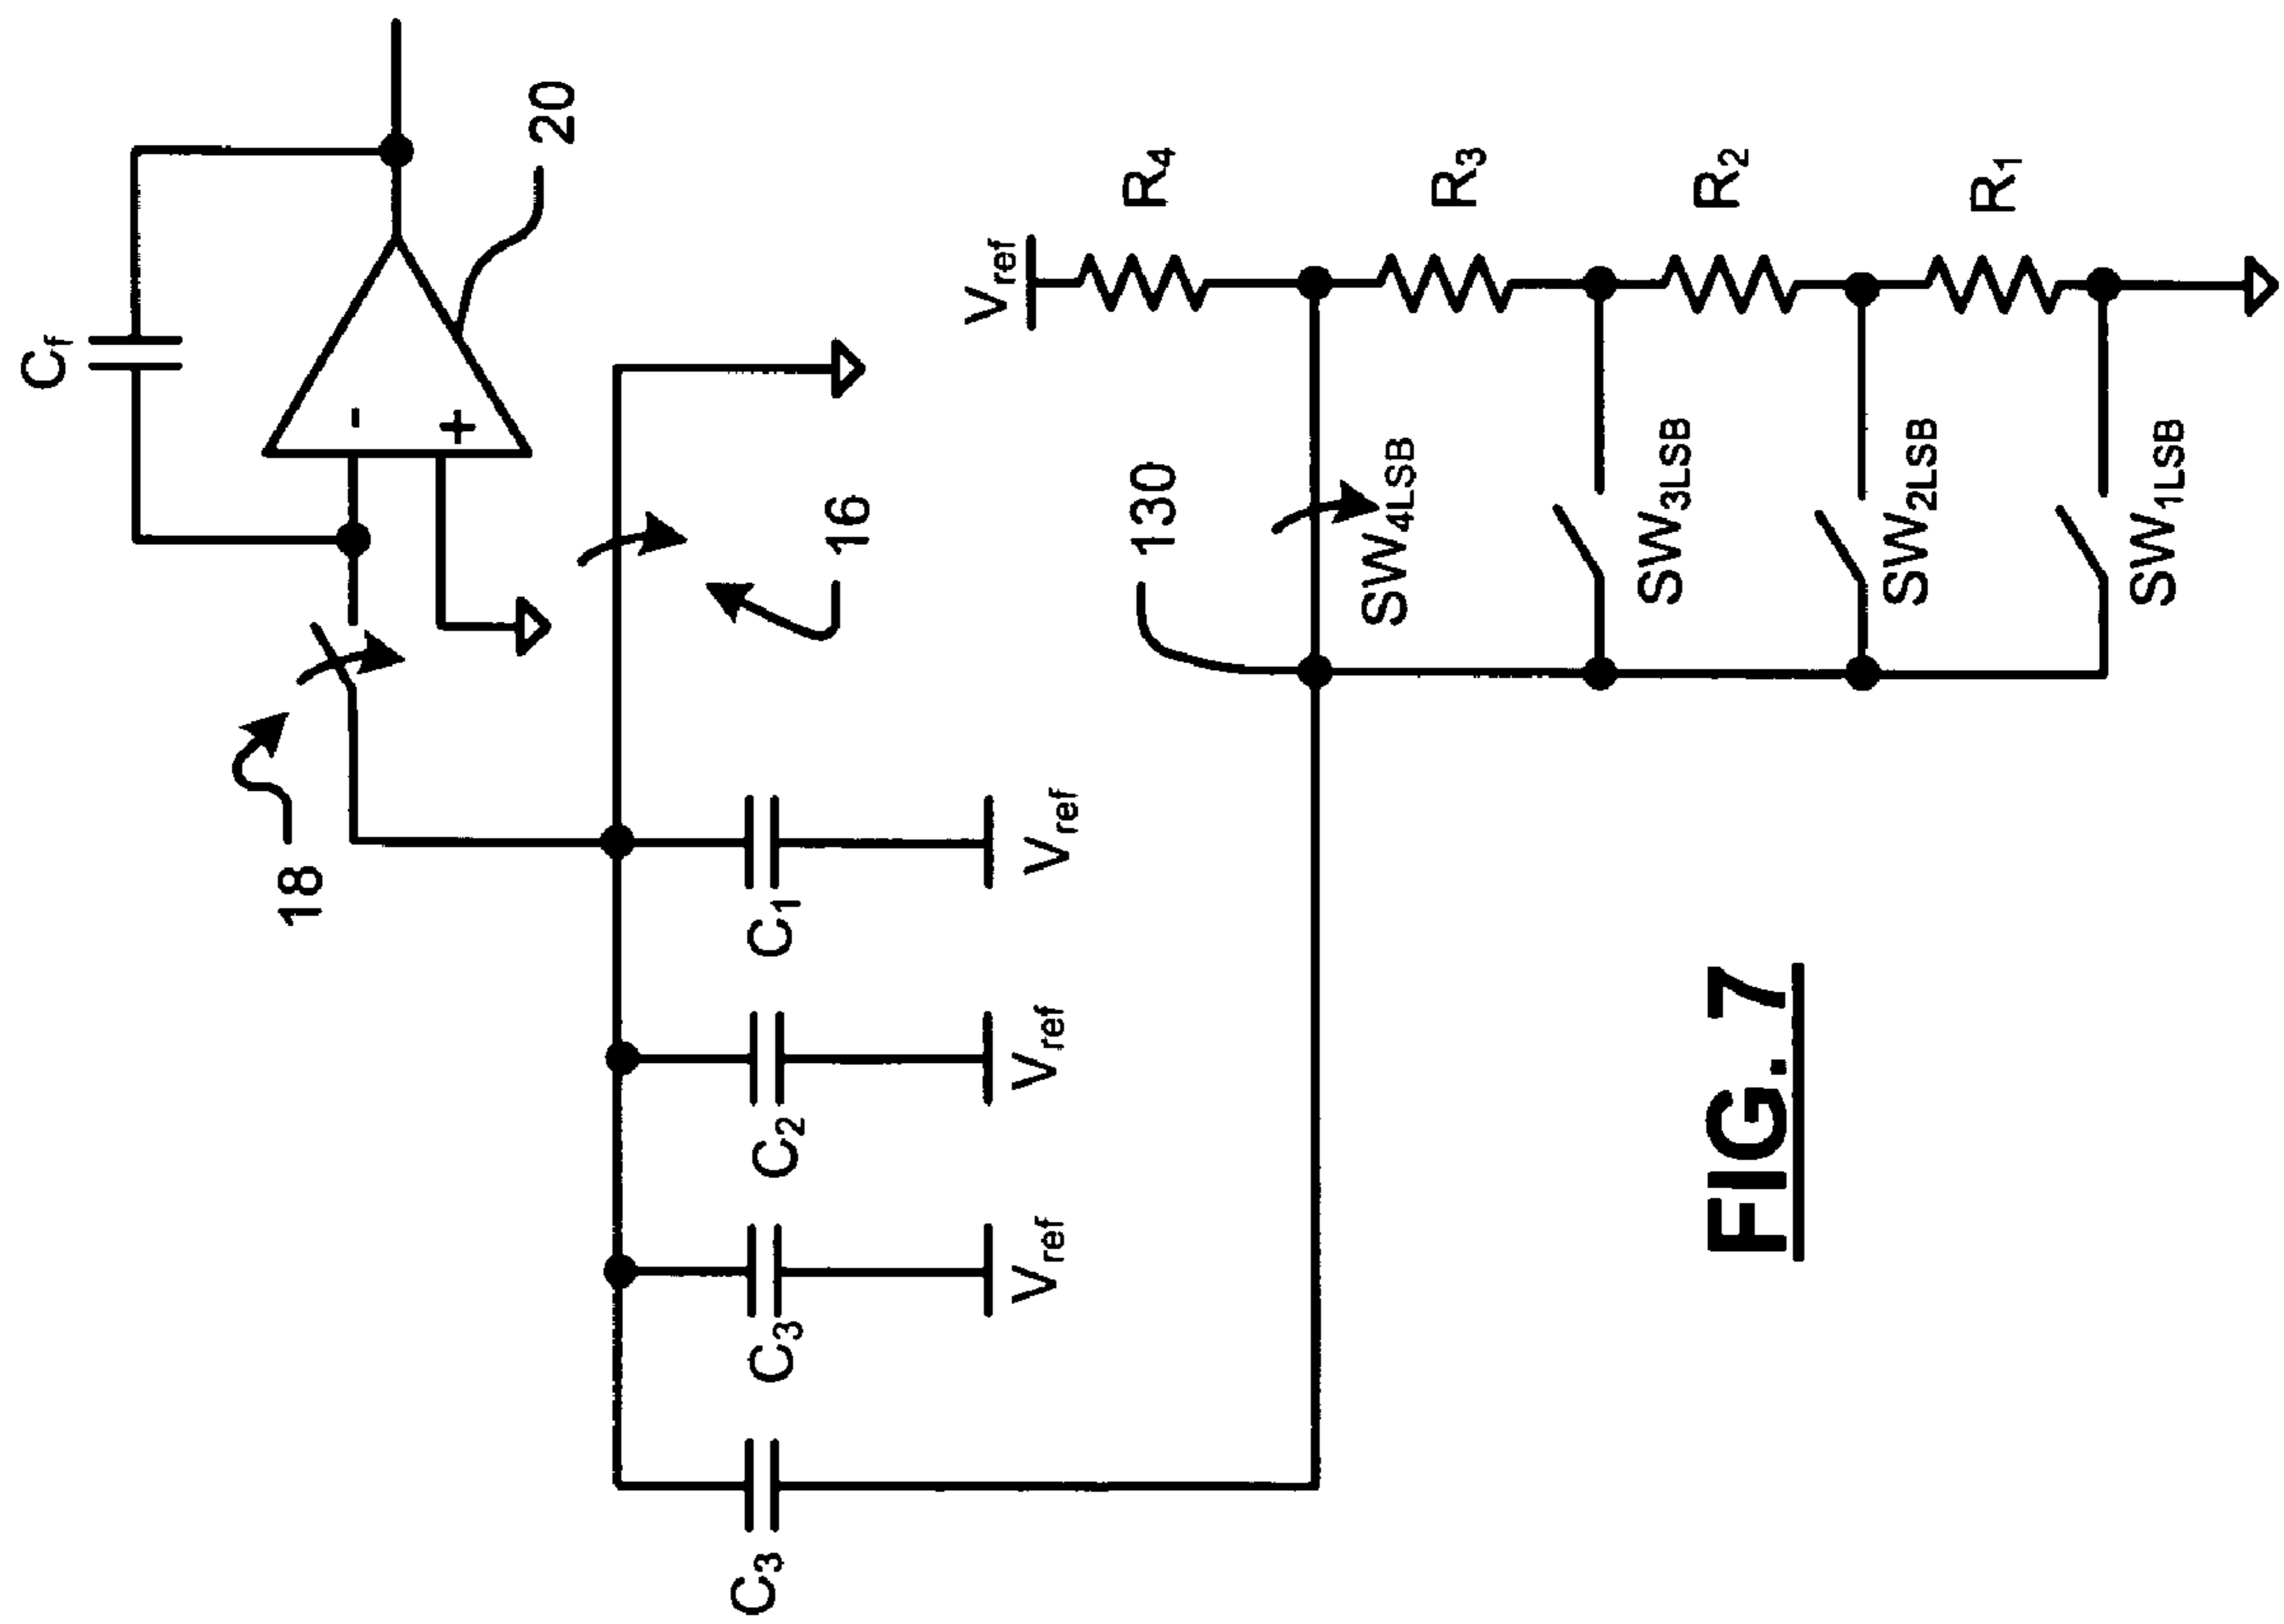 Cf
20
18
-
+
16
C1
Vref
C2
Vref
C3
Vref
C3
130
Vref
R4
SW4LSB
R3
SW3LSB
R2
SW2LSB
R1
SW1LSB
FIG. 7